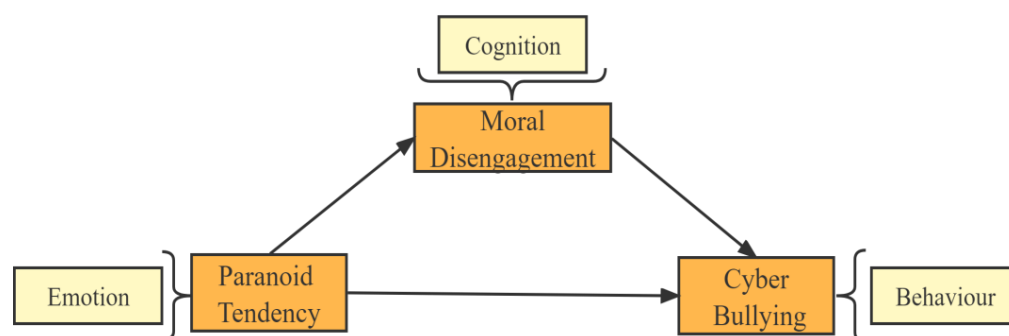 Cognition
Moral
Disengagement
Emotion
Paranoid
Tendency
Cyber
Bullying
Behaviour